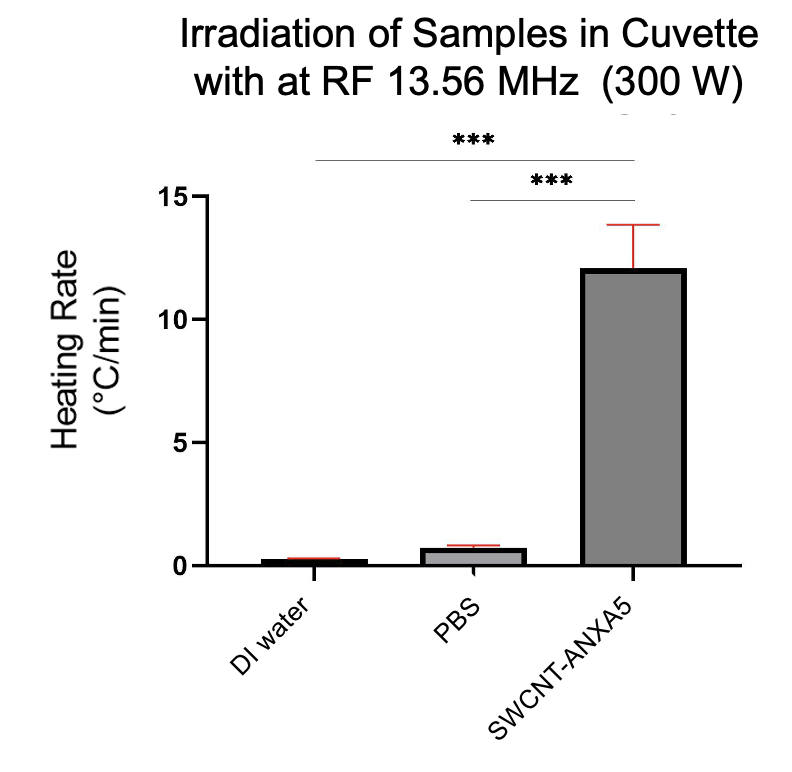 Irradiation of Samples in Cuvette
with at RF 13.56 MHz (300 W)
***
***
15
10
5
0
Heating Rate
(°C/min)
DI water
PBS
SWCNT-ANXA5